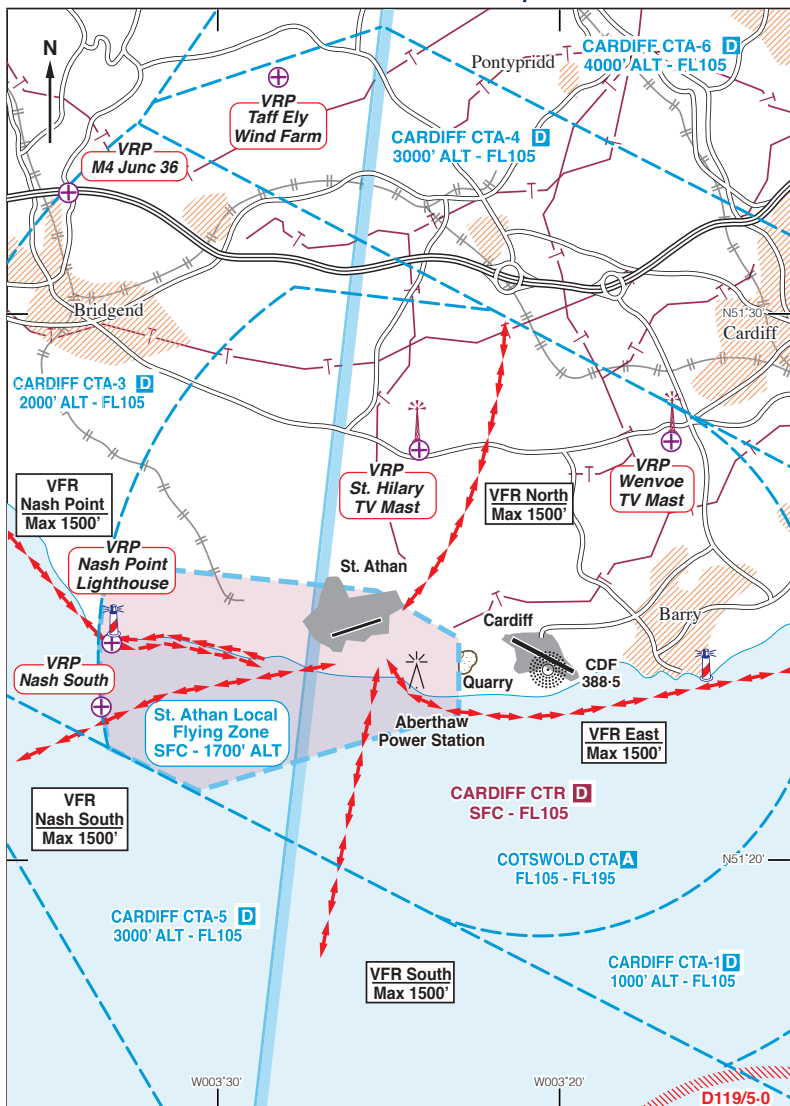 CARDIFF CTA-6 D
4000' ALT - FL105
N
Pontypridd
VRP
Taff Ely
Wind Farm
CARDIFF CTA-4 D
3000' ALT - FL105
VRP
M4 Junc 36
Bridgend
N51°30'
Cardiff
CARDIFF CTA-3 D
2000' ALT - FL105
VRP
St. Hilary
TV Mast
VRP
Wenvoe
TV Mast
VFR
Nash Point
Max 1500'
VFR North
Max 1500'
VRP
Nash Point
Lighthouse
St. Athan
Cardiff
Barry
VRP
Nash South
Quarry
CDF
388·5
St. Athan Local
Flying Zone
SFC - 1700' ALT
Aberthaw
Power Station
VFR East
Max 1500'
VFR
Nash South
Max 1500'
CARDIFF CTR D
SFC - FL105
COTSWOLD CTA A
FL105 - FL195
N51°20'
CARDIFF CTA-5 D
3000' ALT - FL105
VFR South
Max 1500'
CARDIFF CTA-1 D
1000' ALT - FL105
W003°30'
W003°20'
D119/5·0